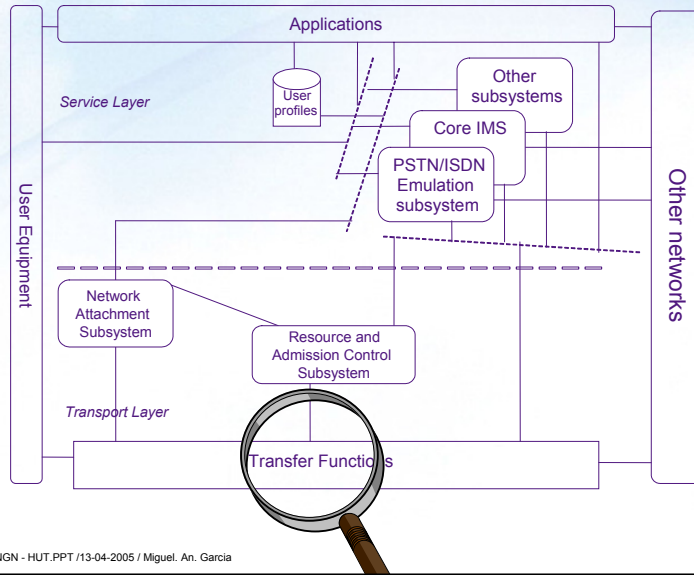 Applications
Service Layer
User
profiles
Other
subsystems
Core IMS
PSTN/ISDN
Emulation
subsystem
User Equipment
Other networks
Network
Attachment
Subsystem
Resource and
Admission Control
Subsystem
Transport Layer
Transfer Functions
NGN - HUT.PPT /13-04-2005 / Miguel. An. Garcia